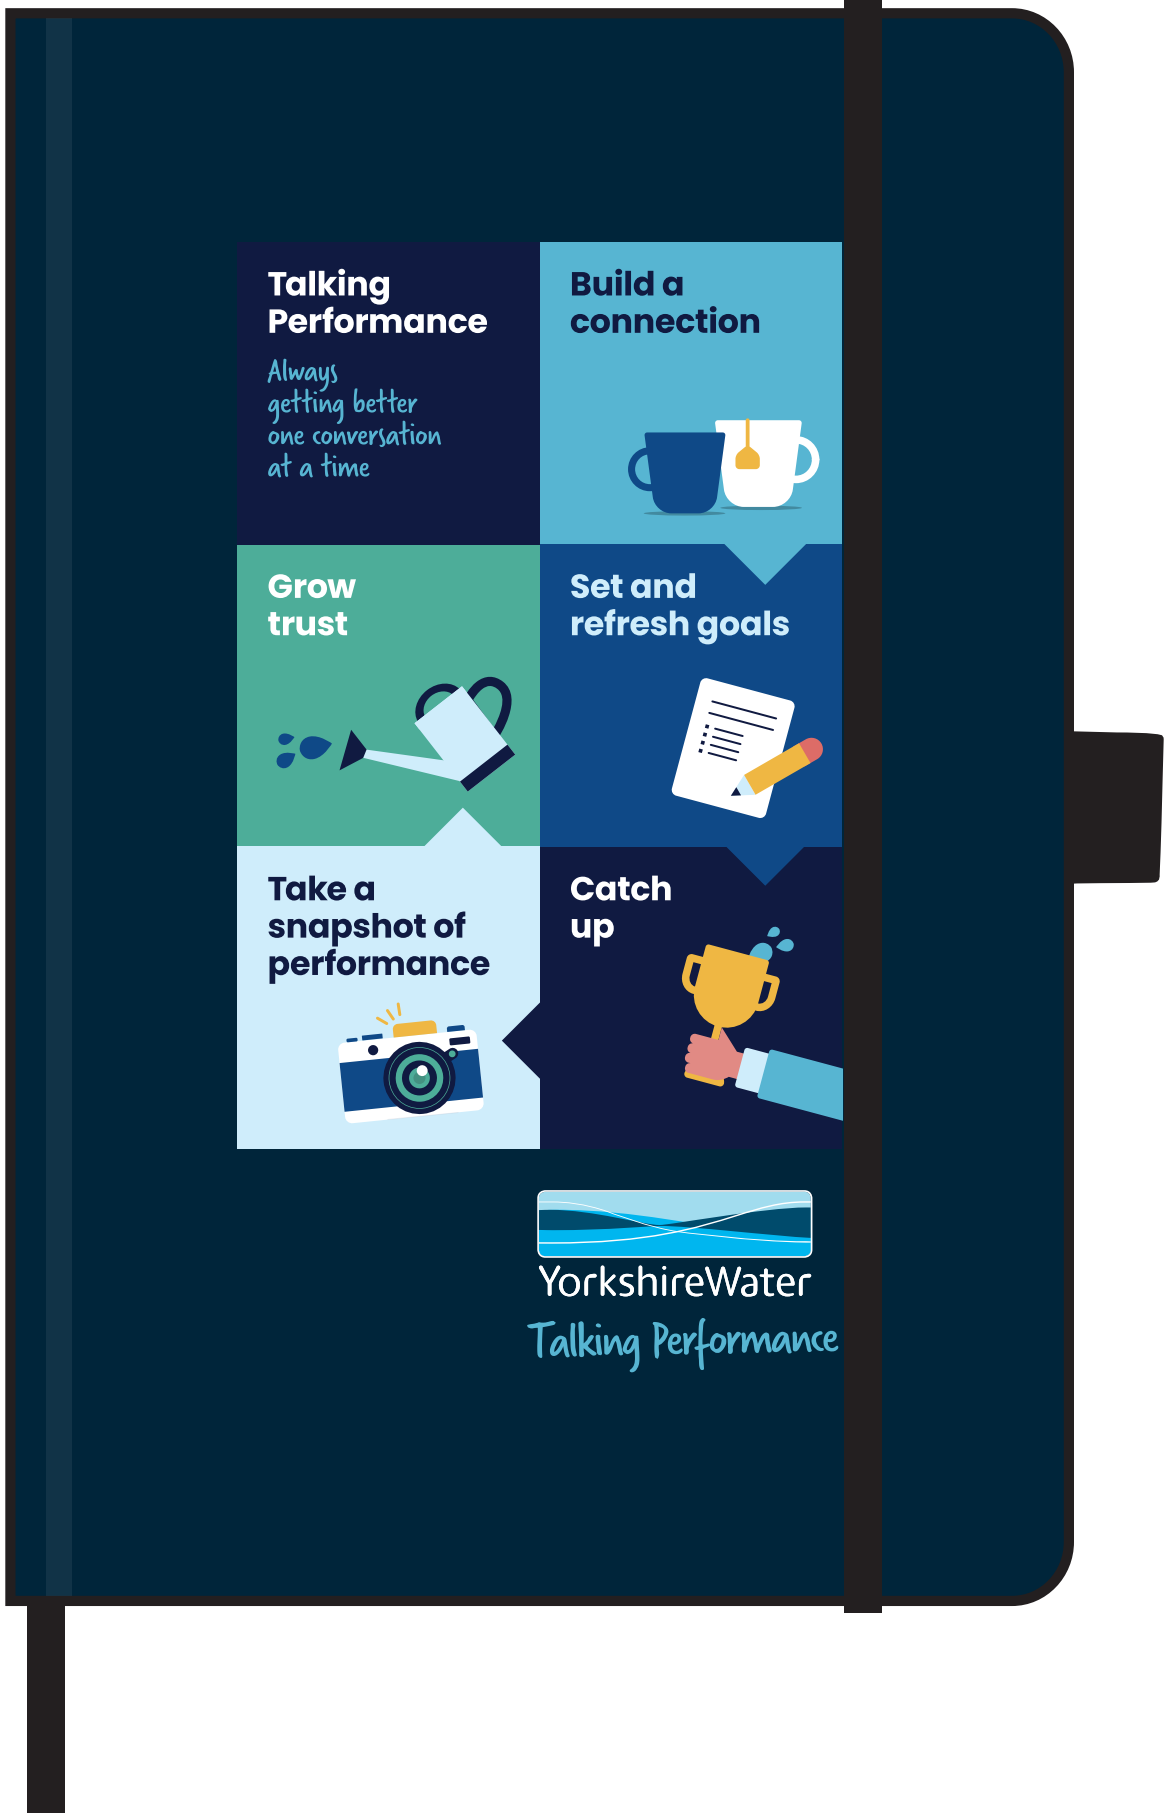 Talking
Performance
Always
getting better
one conversation
at a time
Build a
connection
Grow
trust
Set and
refresh goals
Take a
snapshot of
performance
Catch
up
YorkshireWater
Talking Performance